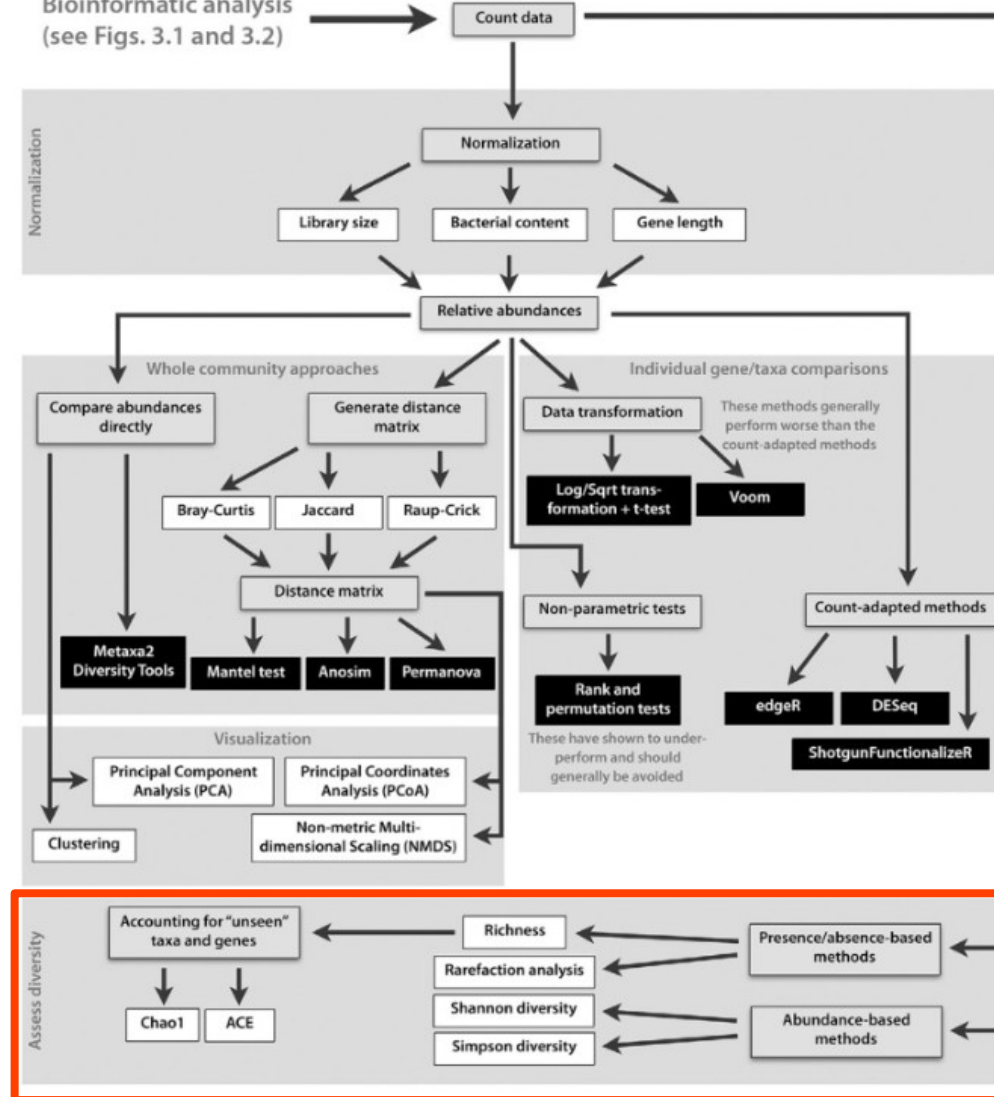 Bioinformatic analysis
(see Figs. 3.1 and 3.2)
Count data
Normalization
Normalization
Library size
Bacterial content
Gene length
Relative abundances
Whole community approaches
Compare abundances
directly
Generate distance
matrix
Bray-Curtis
Jaccard
Raup-Crick
Distance matrix
Metaxa2
Diversity Tools
Mantel test
Anosim
Permanova
Individual gene/taxa comparisons
Data transformation
These methods generally
perform worse than the
count-adapted methods
Log/Sqrt trans-
formation + t-test
Voom
Non-parametric tests
Count-adapted methods
Rank and
permutation tests
These have shown to under-
perform and should
generally be avoided
edgeR
DESeq
ShotgunFunctionalizeR
Visualization
Principal Component
Analysis (PCA)
Principal Coordinates
Analysis (PCoA)
Clustering
Non-metric Multi-
dimensional Scaling (NMDS)
Assess diversity
Accounting for “unseen”
taxa and genes
Richness
Presence/absence-based
methods
Rarefaction analysis
Chao1
ACE
Shannon diversity
Abundance-based
methods
Simpson diversity